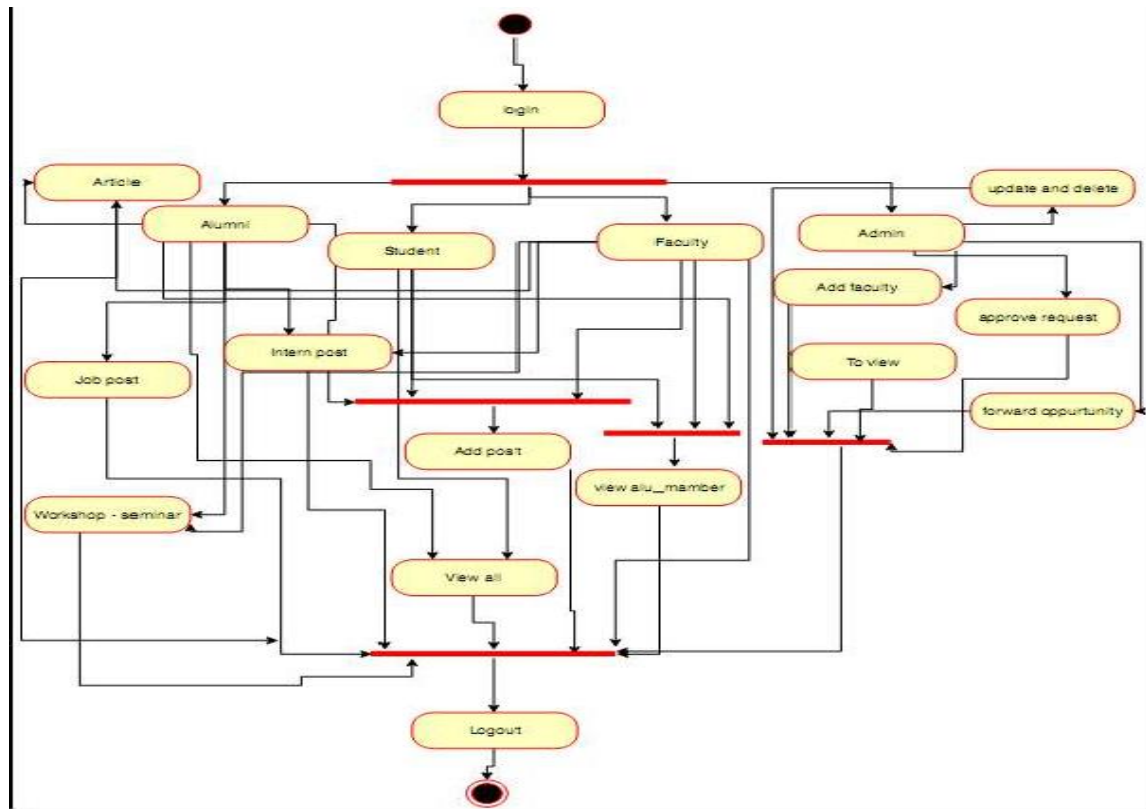 login
Article
update and delete
Alumni
Student
Faculty
Admin
Add faculty
approve request
Intern post
To view
Job post
forward oppurtunity
Add post
view alu_mamber
Workshop - seminar
View all
Logout